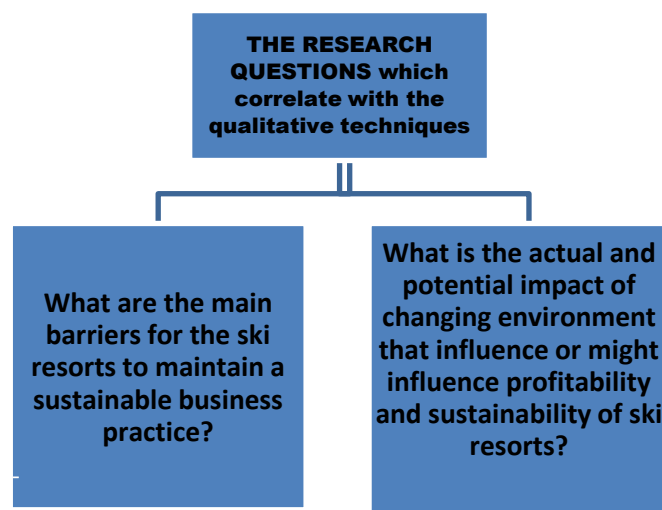 THE RESEARCH
QUESTIONS which
correlate with the
qualitative techniques
What are the main
barriers for the ski
resorts to maintain a
sustainable business
practice?
What is the actual and
potential impact of
changing environment
that influence or might
influence profitability
and sustainability of ski
resorts?